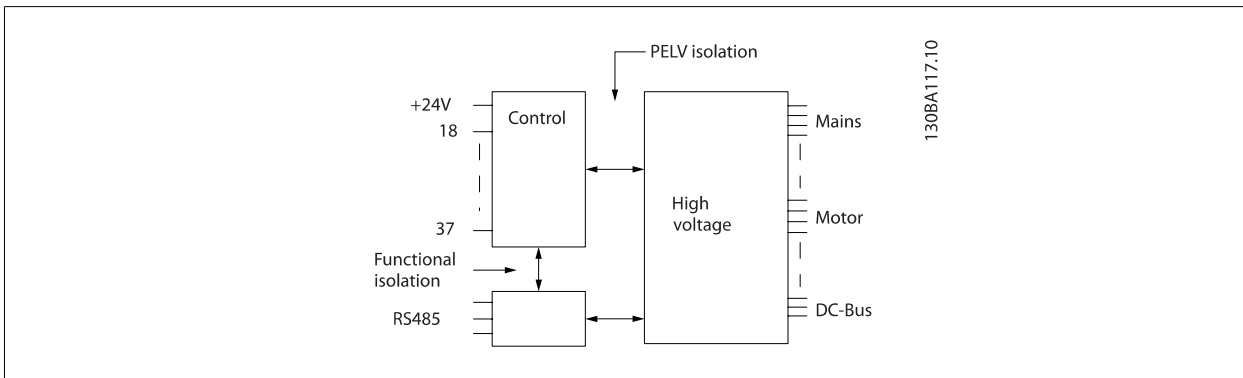 PELV isolation
+24V
Control
18
Mains
High
voltage
37
Motor
Functional
isolation
RS485
DC-Bus
130BA117.10